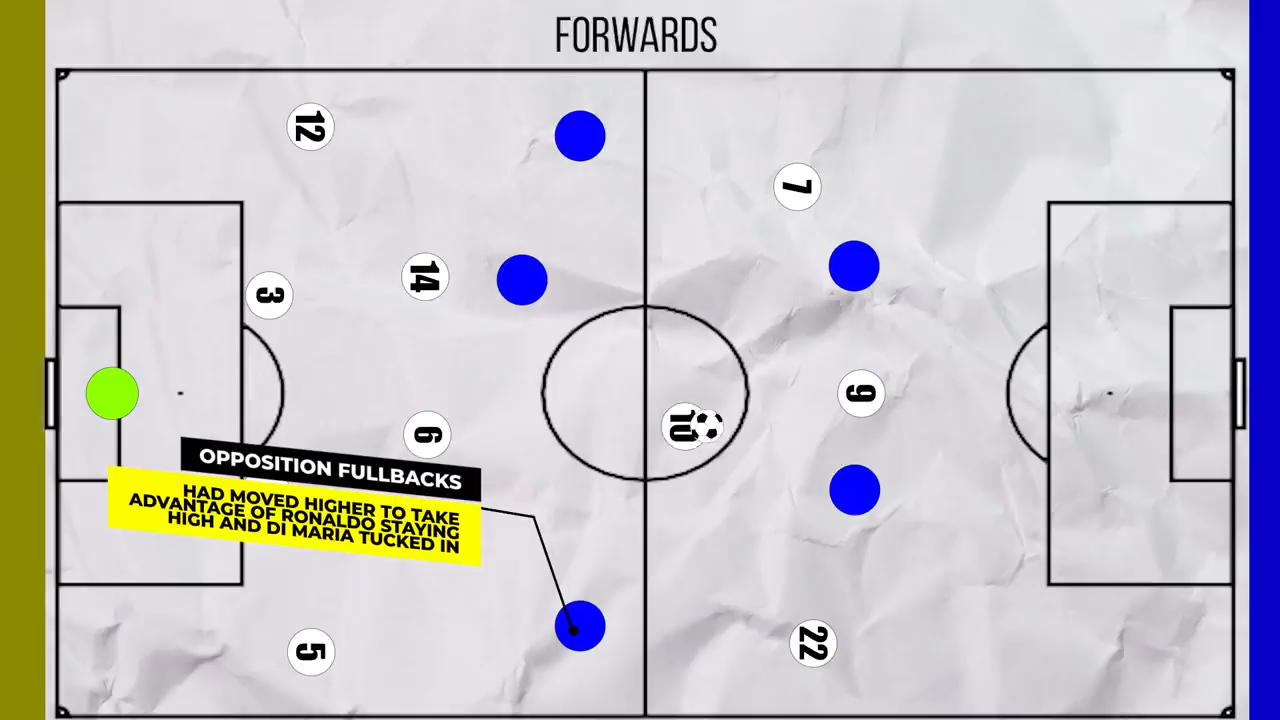 FORWARDS
12
7
14
3
9
10
6
OPPOSITION FULLBACKS
HAD MOVED HIGHER TO TAKE
ADVANTAGE OF RONALDO STAYING
HIGH AND DI MARIA TUCKED IN
5
22